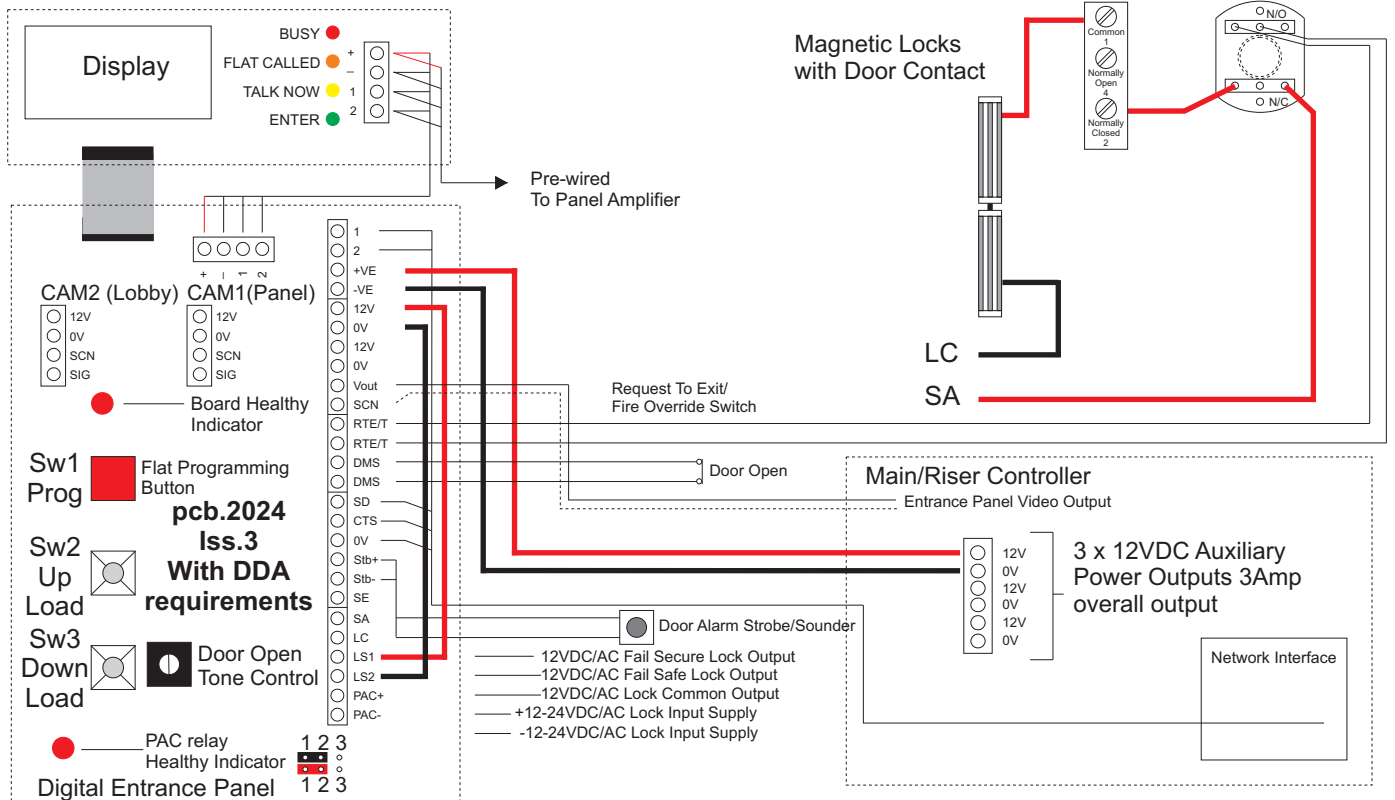 Display
BUSY
FLAT CALLED
TALK NOW
ENTER
+
–
1
2
Pre-wired
To Panel Amplifier
Magnetic Locks
with Door Contact
Common
1
Normally
Open
4
Normally
Closed
2
N/O
N/C
LC
SA
+
–
1
2
CAM2 (Lobby)
12V
0V
SCN
SIG
CAM1(Panel)
12V
0V
SCN
SIG
Board Healthy
Indicator
Sw1
Prog
Flat Programming
Button
pcb.2024
Iss.3
With DDA
requirements
Sw2
Up
Load
Sw3
Down
Load
Door Open
Tone Control
PAC relay
Healthy Indicator
1 2 3
1 2 3
Digital Entrance Panel
1
2
+VE
-VE
12V
0V
12V
0V
Vout
SCN
RTE/T
RTE/T
DMS
DMS
SD
CTS
0V
Stb+
Stb-
SE
SA
LC
LS1
LS2
PAC+
PAC-
Request To Exit/
Fire Override Switch
Door Open
Door Alarm Strobe/Sounder
12VDC/AC Fail Secure Lock Output
12VDC/AC Fail Safe Lock Output
12VDC/AC Lock Common Output
+12-24VDC/AC Lock Input Supply
-12-24VDC/AC Lock Input Supply
Main/Riser Controller
Entrance Panel Video Output
12V
0V
12V
0V
12V
0V
3 x 12VDC Auxiliary
Power Outputs 3Amp
overall output
Network Interface